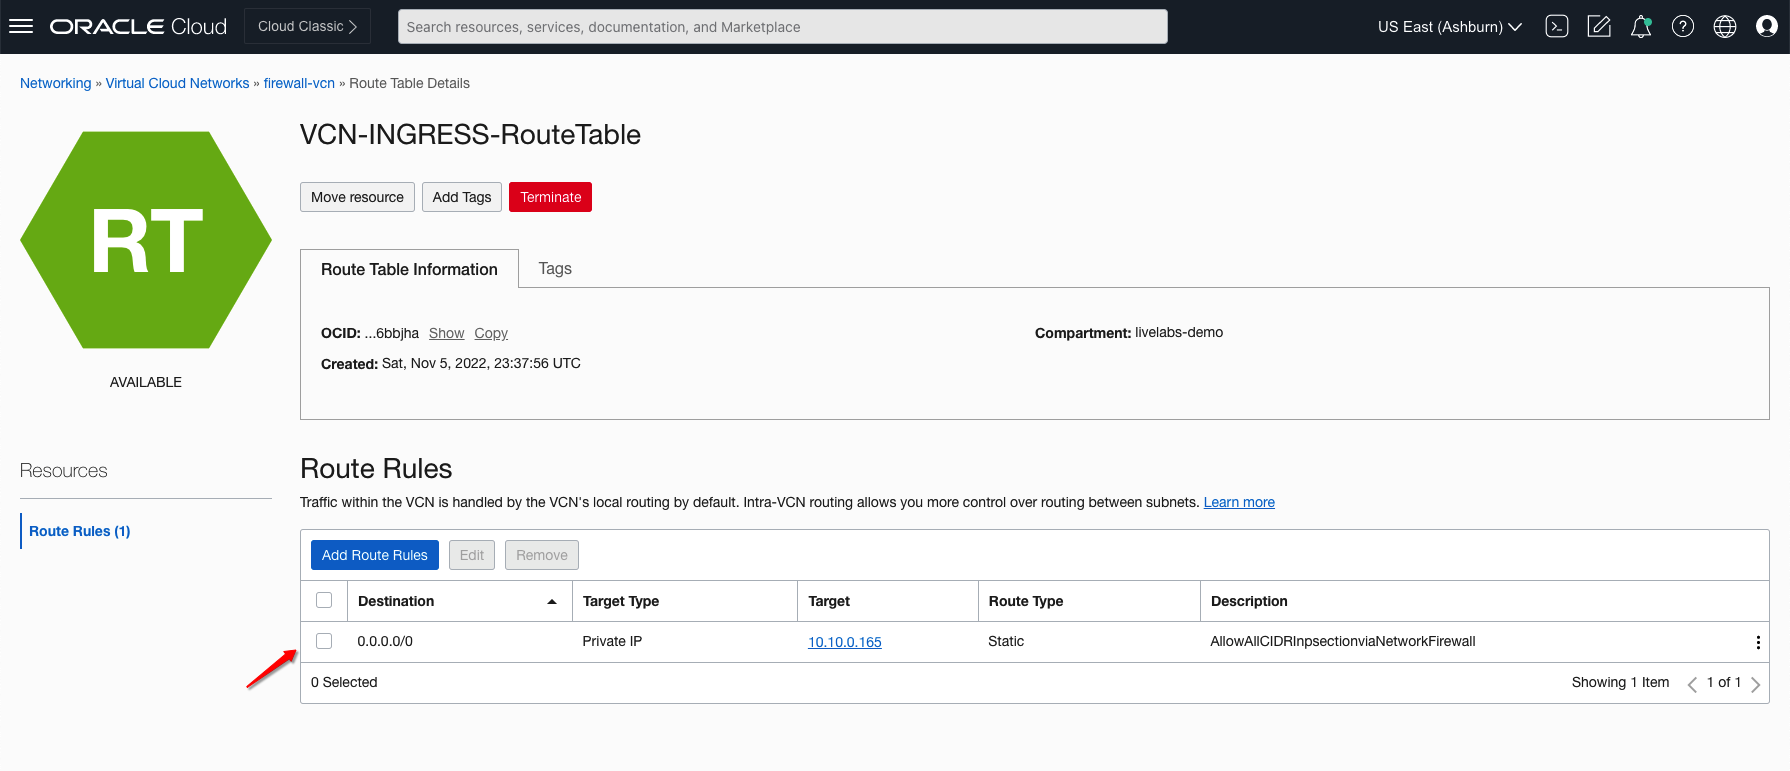 ORACLE Cloud
Cloud Classic
Search resources, services, documentation, and Marketplace
US East (Ashburn)
Networking » Virtual Cloud Networks » firewall-vcn » Route Table Details
RT
AVAILABLE
VCN-INGRESS-RouteTable
Move resource
Add Tags
Terminate
Route Table Information
Tags
OCID: ...6bbjha Show Copy
Compartment: livelabs-demo
Created: Sat, Nov 5, 2022, 23:37:56 UTC
Resources
Route Rules (1)
Route Rules
Traffic within the VCN is handled by the VCN's local routing by default. Intra-VCN routing allows you more control over routing between subnets. Learn more
Add Route Rules
Edit
Remove
Destination Target Type Target Route Type Description
0.0.0.0/0 Private IP 10.10.0.165 Static AllowAllCIDRInpsectionviaNetworkFirewall
0 Selected
Showing 1 Item
1 of 1